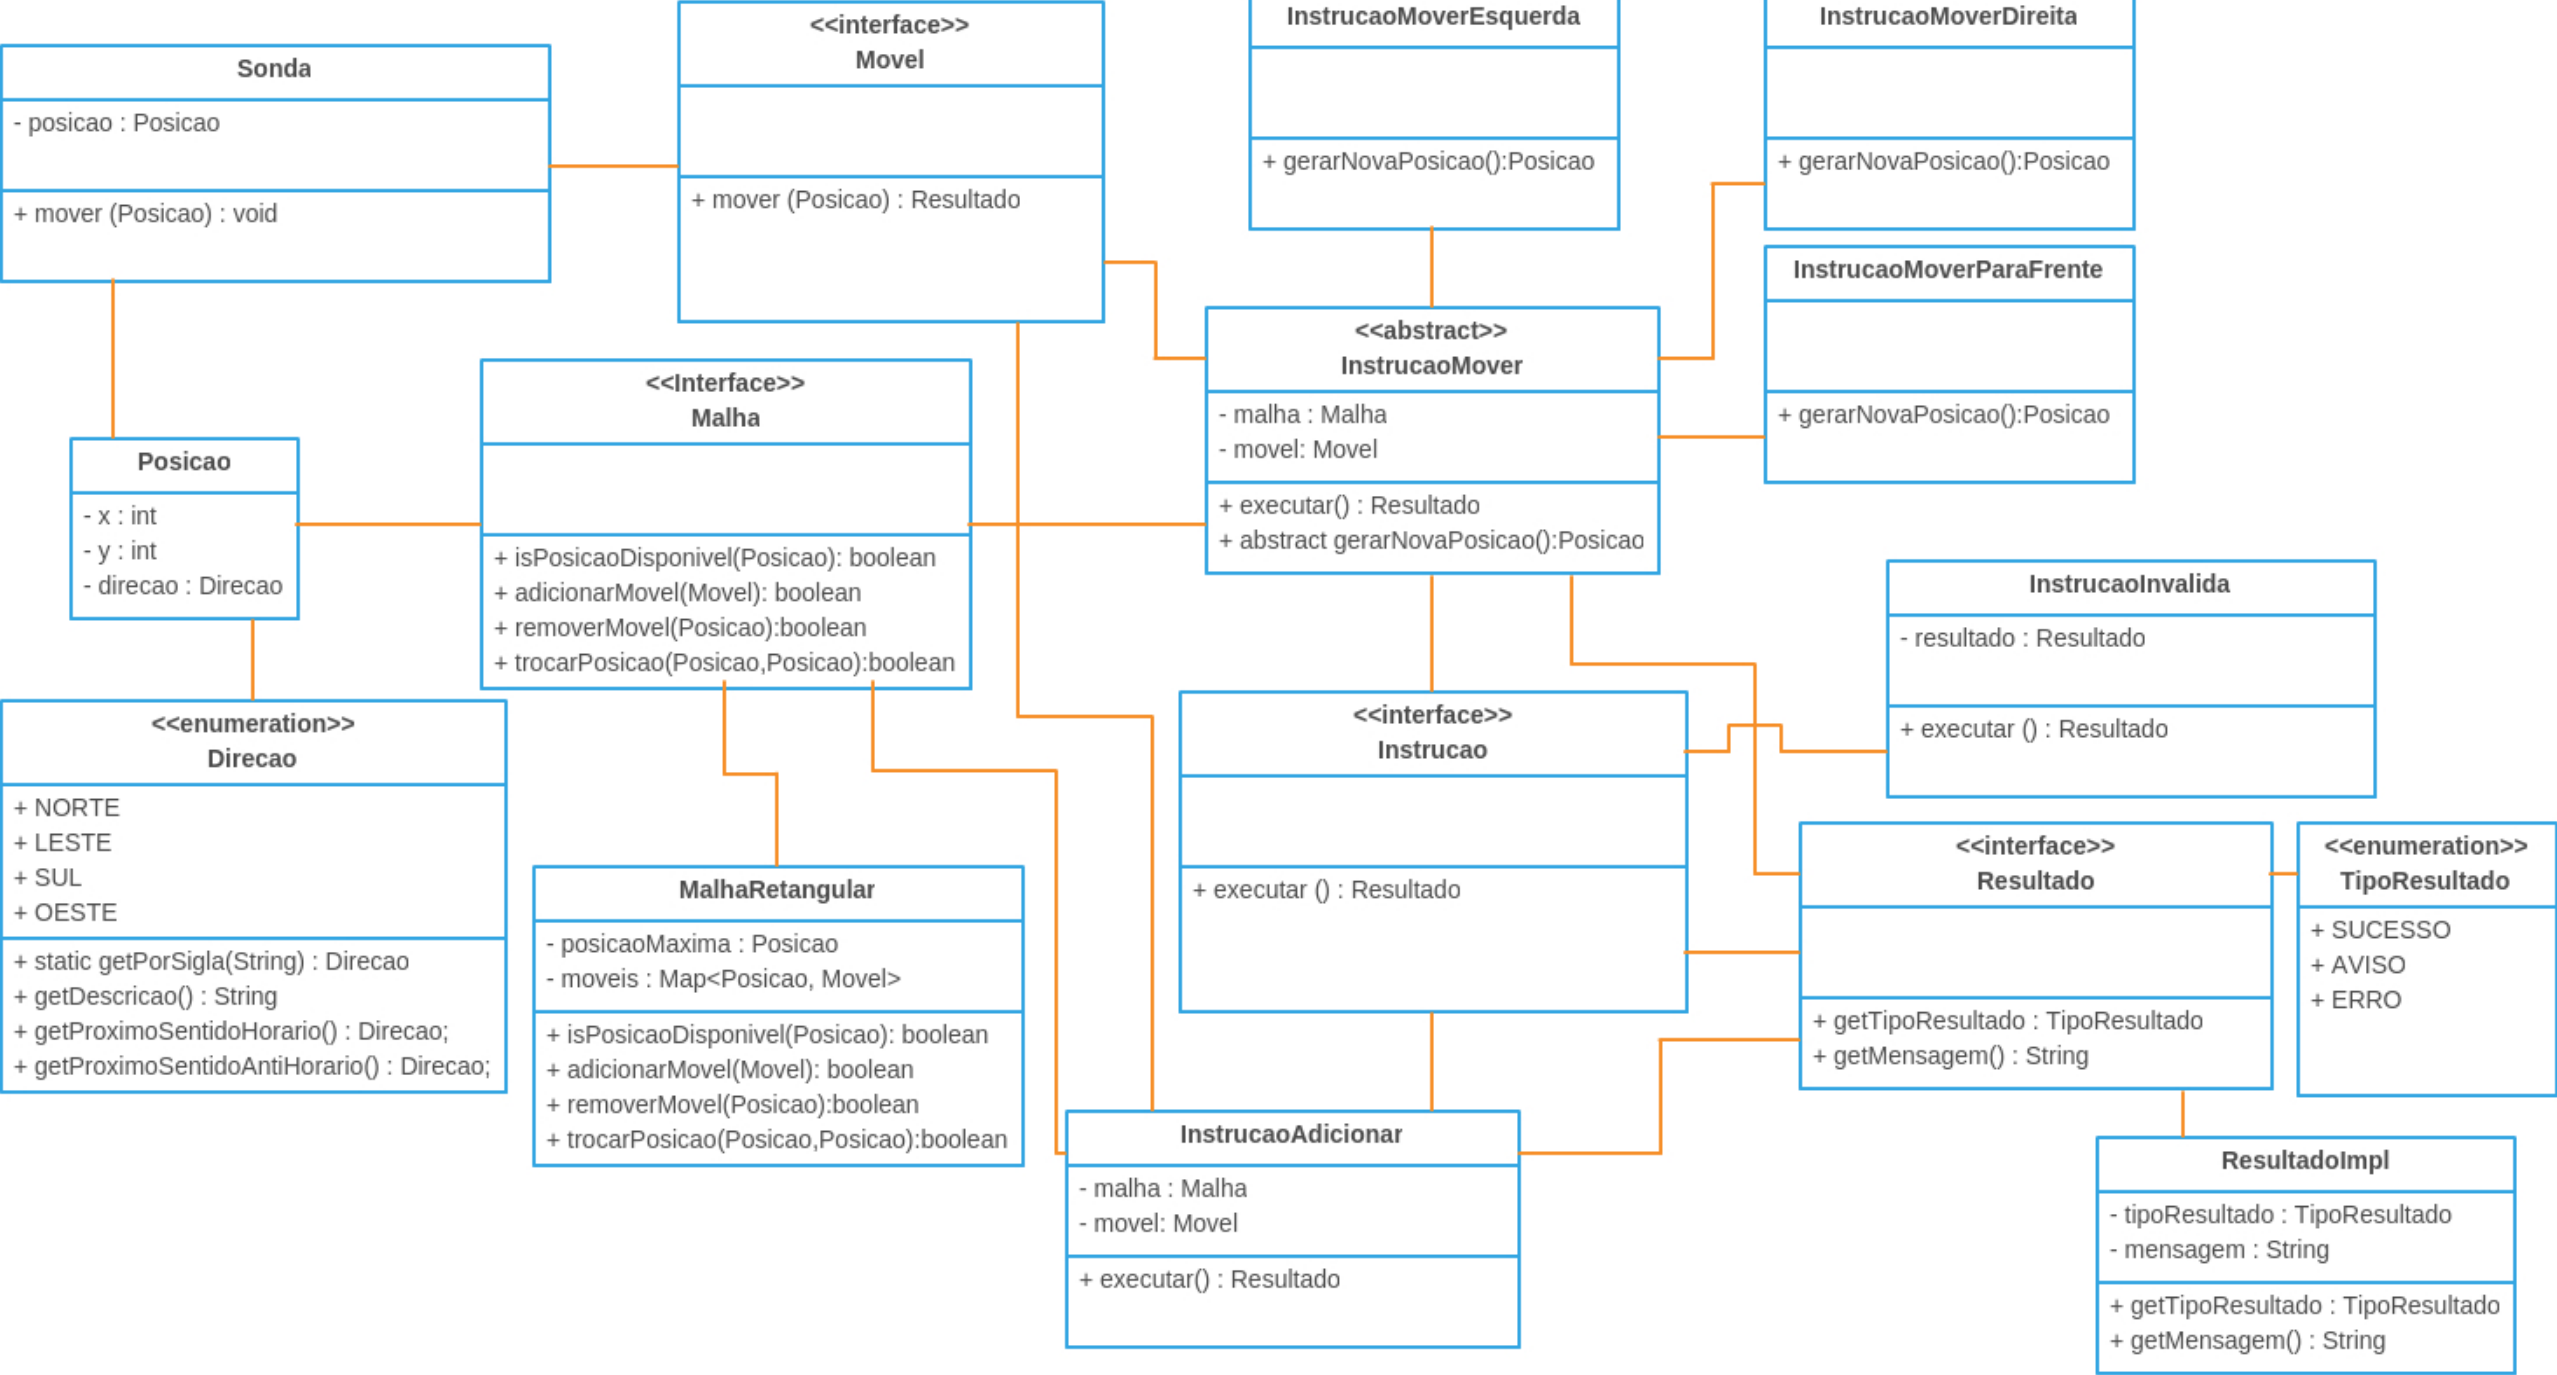 Sonda
- posicao : Posicao
+ mover (Posicao) : void
<<interface>>
Movel
+ mover (Posicao) : Resultado
InstrucaoMoverEsquerda
+ gerarNovaPosicao():Posicao
InstrucaoMoverDireita
+ gerarNovaPosicao():Posicao
InstrucaoMoverParaFrente
+ gerarNovaPosicao():Posicao
<<abstract>>
InstrucaoMover
- malha : Malha
- movel: Movel
+ executar() : Resultado
+ abstract gerarNovaPosicao():Posicao
<<Interface>>
Malha
+ isPosicaoDisponivel(Posicao): boolean
+ adicionarMovel(Movel): boolean
+ removerMovel(Posicao):boolean
+ trocarPosicao(Posicao,Posicao):boolean
Posicao
- x : int
- y : int
- direcao : Direcao
<<enumeration>>
Direcao
+ NORTE
+ LESTE
+ SUL
+ OESTE
+ static getPorSigla(String) : Direcao
+ getDescricao() : String
+ getProximoSentidoHorario() : Direcao;
+ getProximoSentidoAntiHorario() : Direcao;
MalhaRetangular
- posicaoMaxima : Posicao
- moveis : Map<Posicao, Movel>
+ isPosicaoDisponivel(Posicao): boolean
+ adicionarMovel(Movel): boolean
+ removerMovel(Posicao):boolean
+ trocarPosicao(Posicao,Posicao):boolean
<<interface>>
Instrucao
+ executar () : Resultado
InstrucaoInvalida
- resultado : Resultado
+ executar () : Resultado
<<interface>>
Resultado
+ getTipoResultado : TipoResultado
+ getMensagem() : String
<<enumeration>>
TipoResultado
+ SUCESSO
+ AVISO
+ ERRO
InstrucaoAdicionar
- malha : Malha
- movel: Movel
+ executar() : Resultado
ResultadoImpl
- tipoResultado : TipoResultado
- mensagem : String
+ getTipoResultado : TipoResultado
+ getMensagem() : String